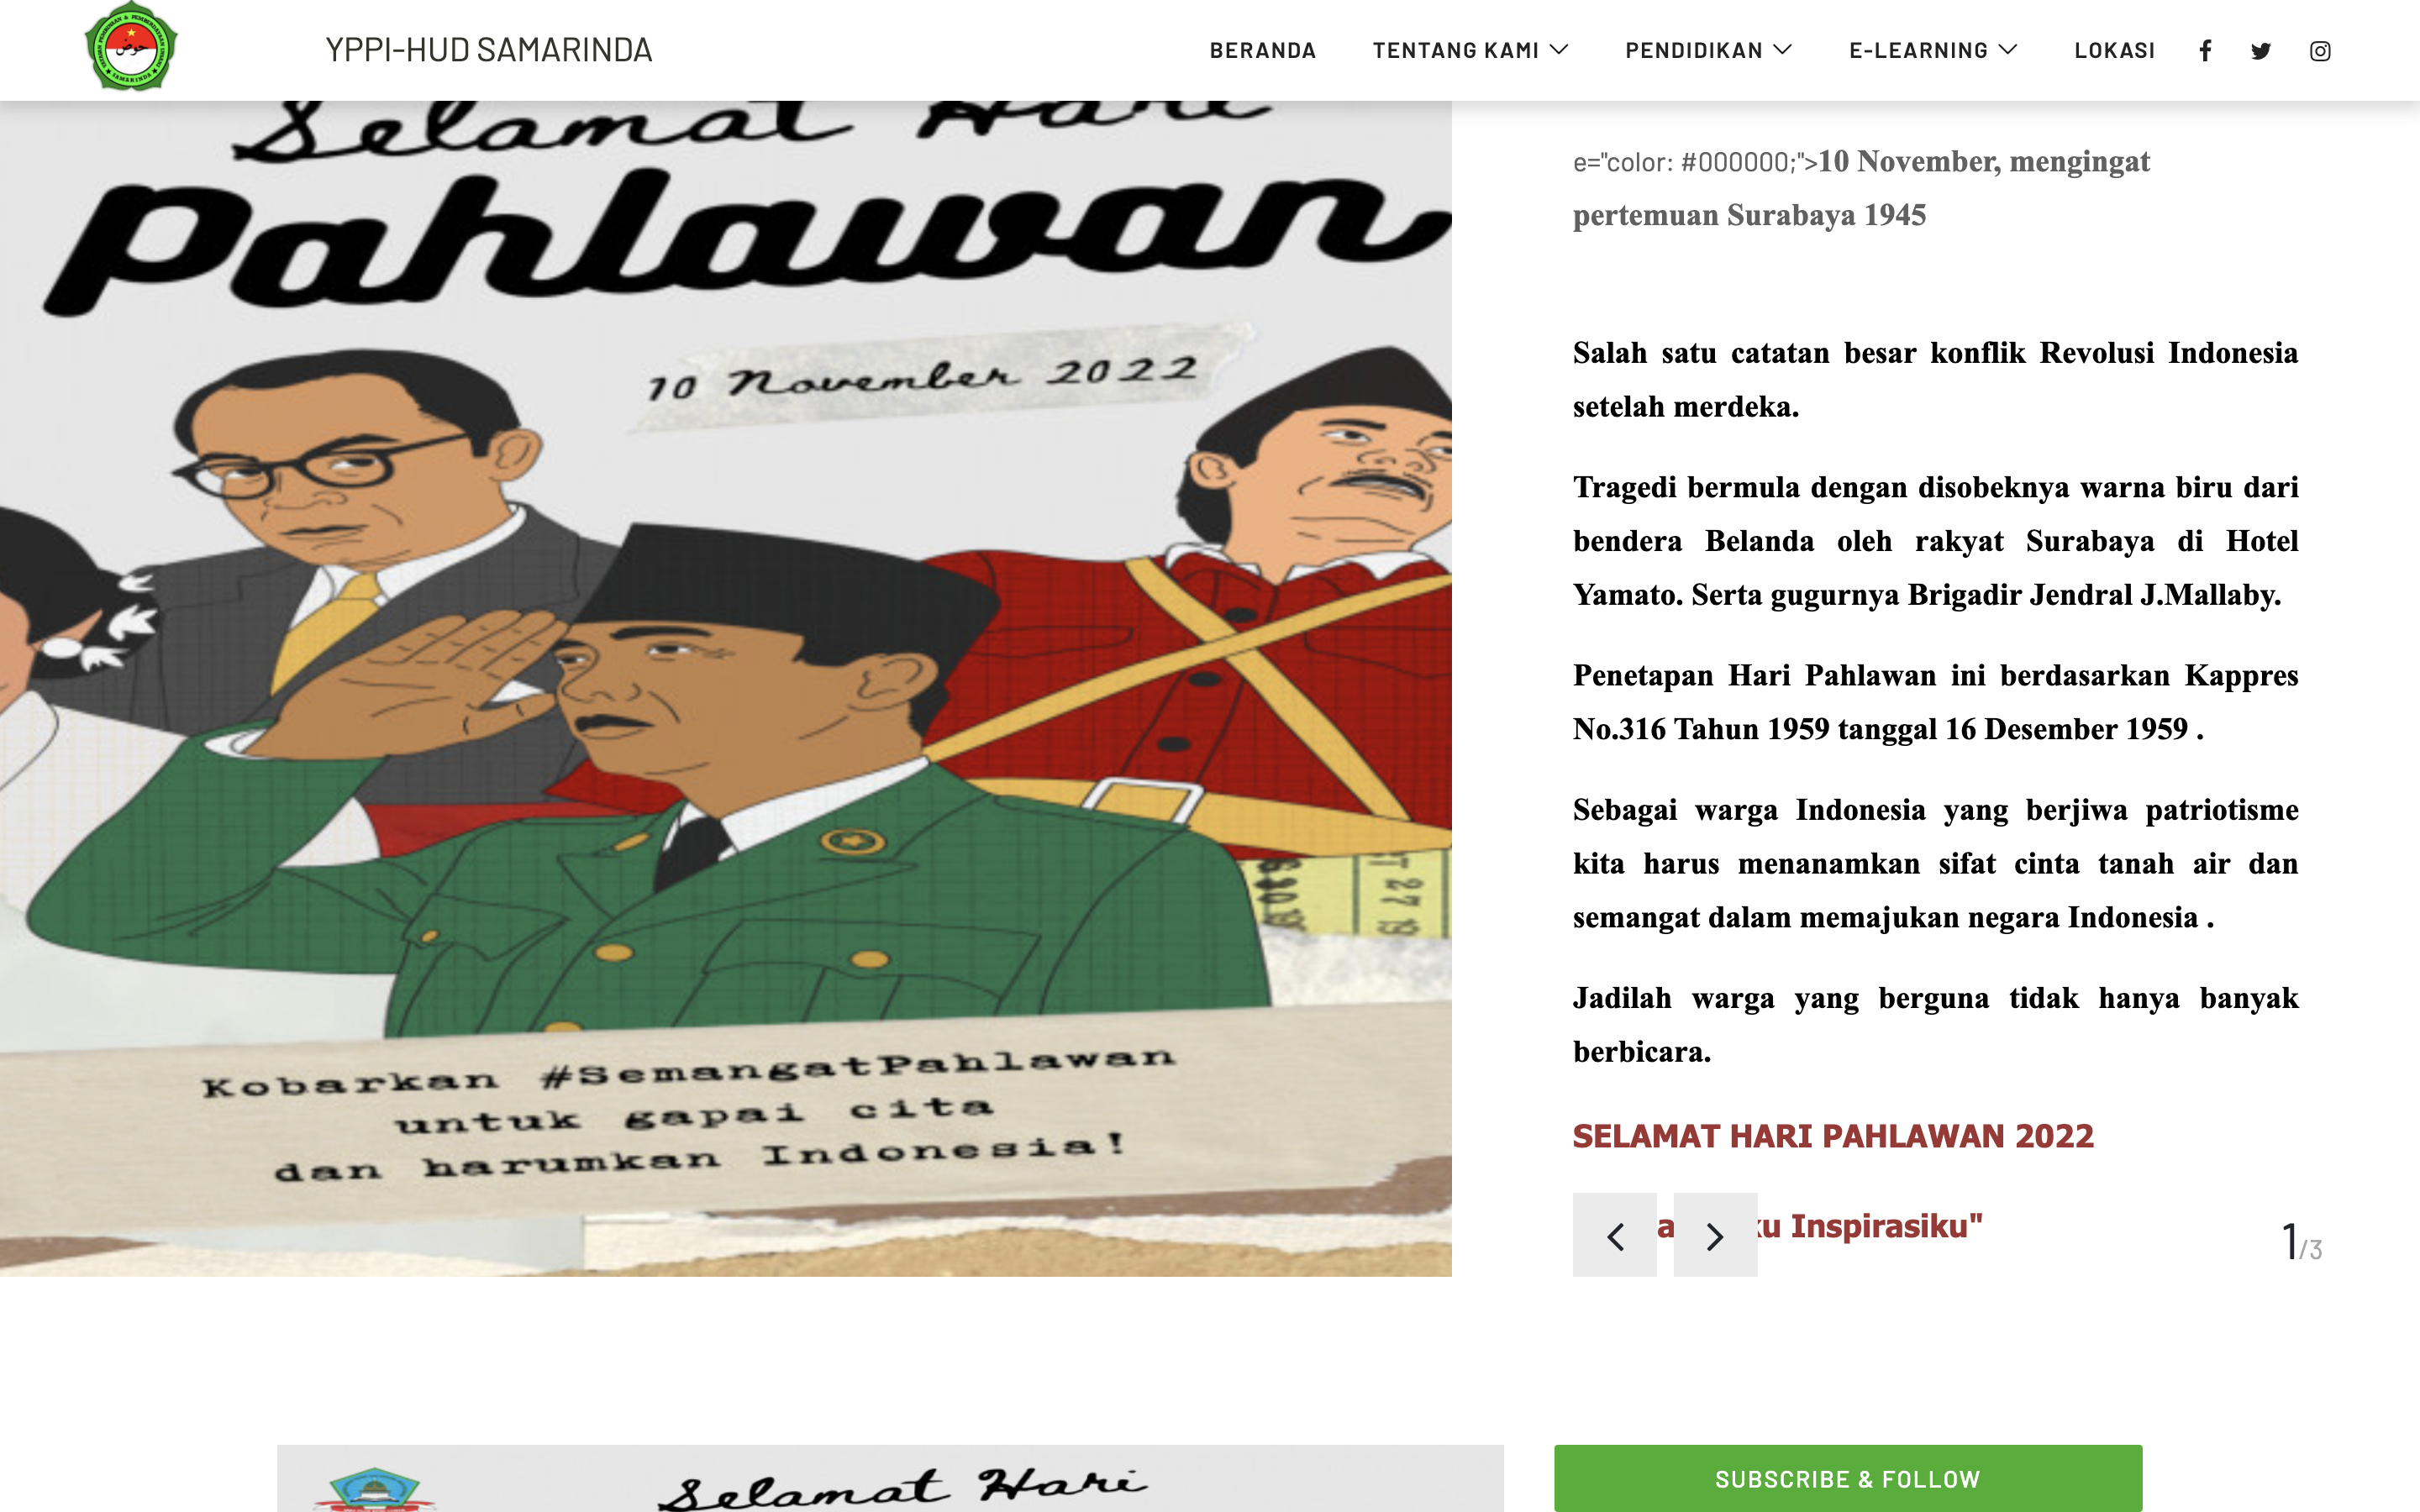 YPPI-HUD SAMARINDA
BERANDA
TENTANG KAMI
PENDIDIKAN
E-LEARNING
LOKASI
Selamat Hari
Pahlawan
10 November 2022
Kobarkan #SemangatPahlawan
untuk gapai cita
dan harumkan Indonesia!
e="color: #000000;">10 November, mengingat
pertemuan Surabaya 1945
Salah satu catatan besar konflik Revolusi Indonesia
setelah merdeka.
Tragedi bermula dengan disobeknya warna biru dari
bendera Belanda oleh rakyat Surabaya di Hotel
Yamato. Serta gugurnya Brigadir Jendral J.Mallaby.
Penetapan Hari Pahlawan ini berdasarkan Kappres
No.316 Tahun 1959 tanggal 16 Desember 1959 .
Sebagai warga Indonesia yang berjiwa patriotisme
kita harus menanamkan sifat cinta tanah air dan
semangat dalam memajukan negara Indonesia .
Jadilah warga yang berguna tidak hanya banyak
berbicara.
SELAMAT HARI PAHLAWAN 2022
Inspirasiku"
1/3
Selamat Hari
SUBSCRIBE & FOLLOW